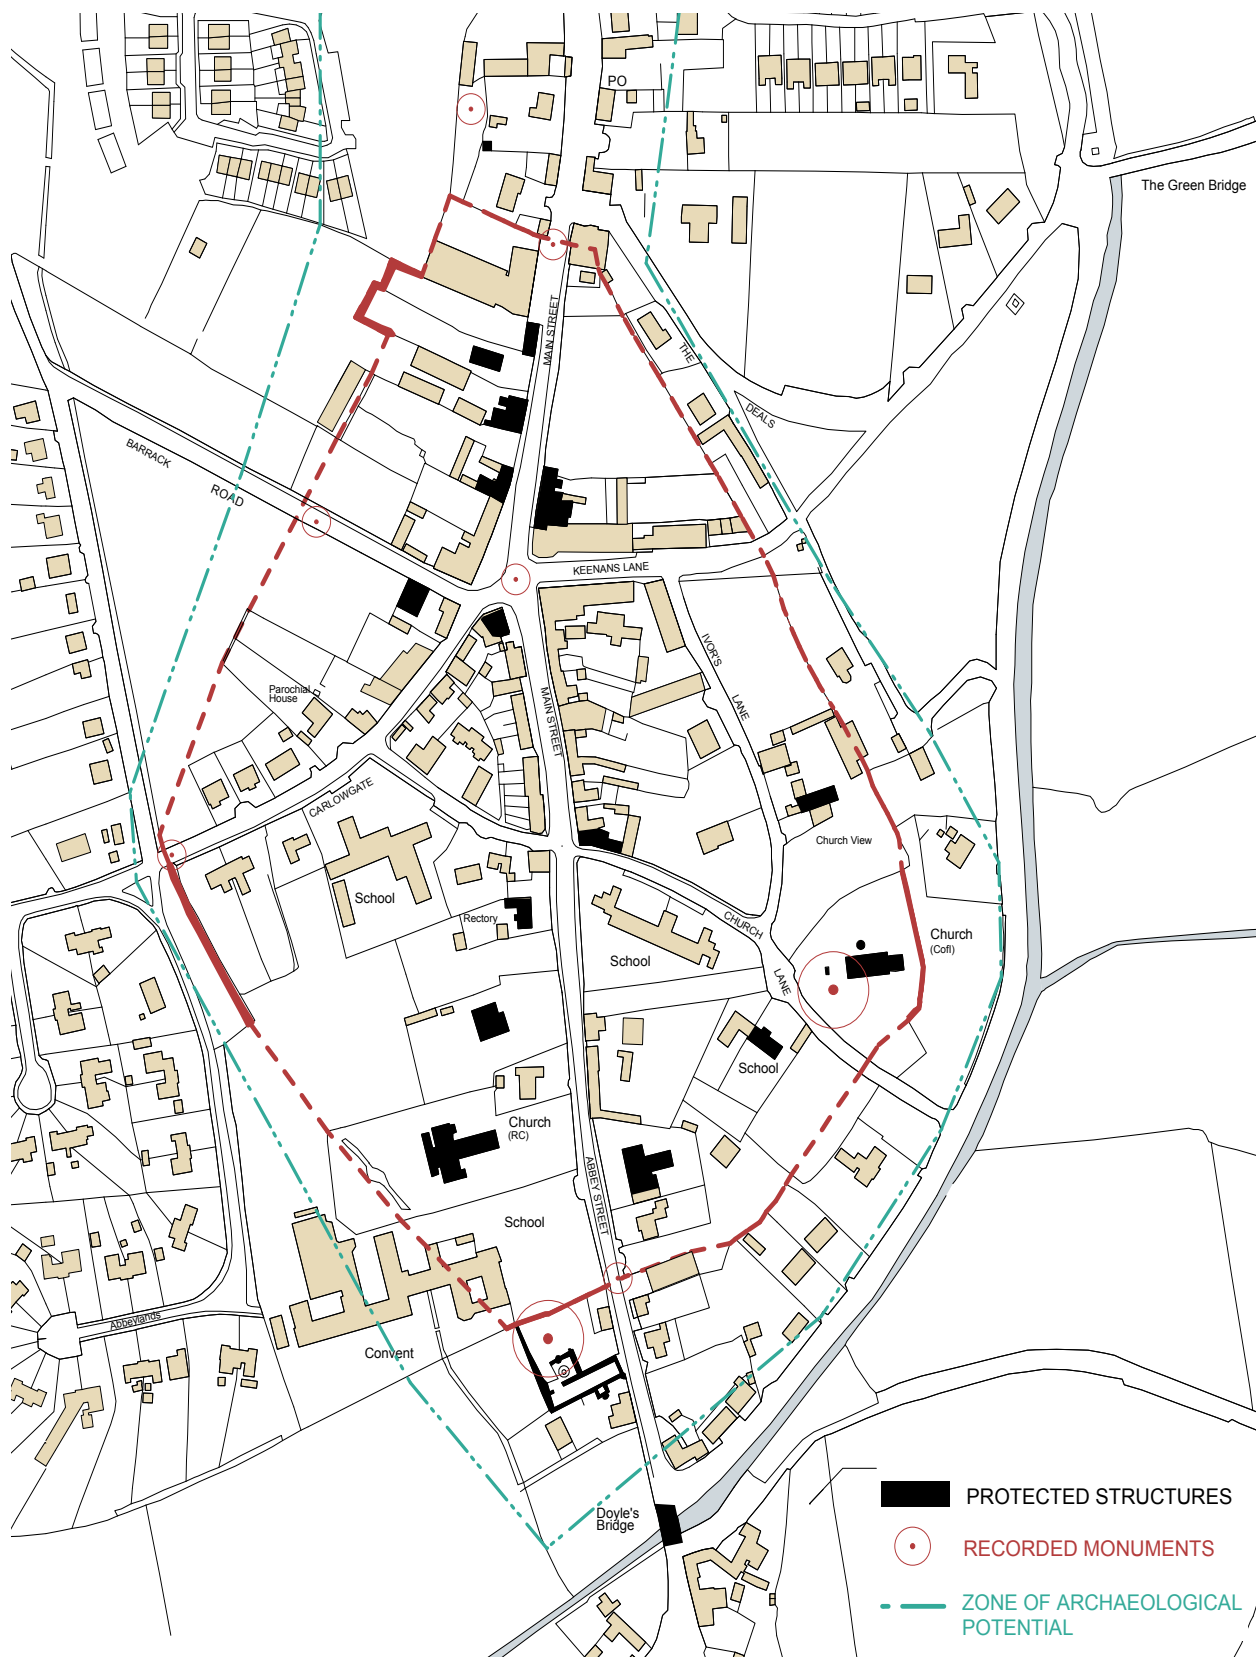 PO
The Green Bridge
MAIN STREET
THE
DEALS
BARRACK
ROAD
KEENANS LANE
IVOR'S
LANE
Parochial
House
MAIN STREET
CARLOWGATE
Church View
School
Rectory
CHURCH
LANE
Church
(CofI)
School
School
Church
(RC)
ABBEY STREET
School
Abbeylands
Convent
Doyle's
Bridge
PROTECTED STRUCTURES
RECORDED MONUMENTS
ZONE OF ARCHAEOLOGICAL
POTENTIAL